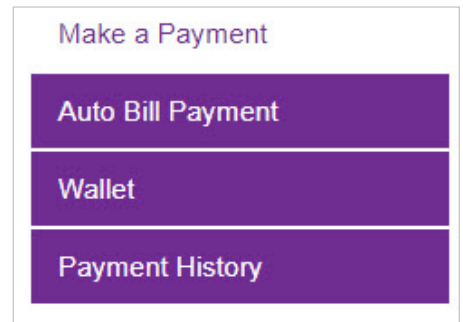 Make a Payment
Auto Bill Payment
Wallet
Payment History